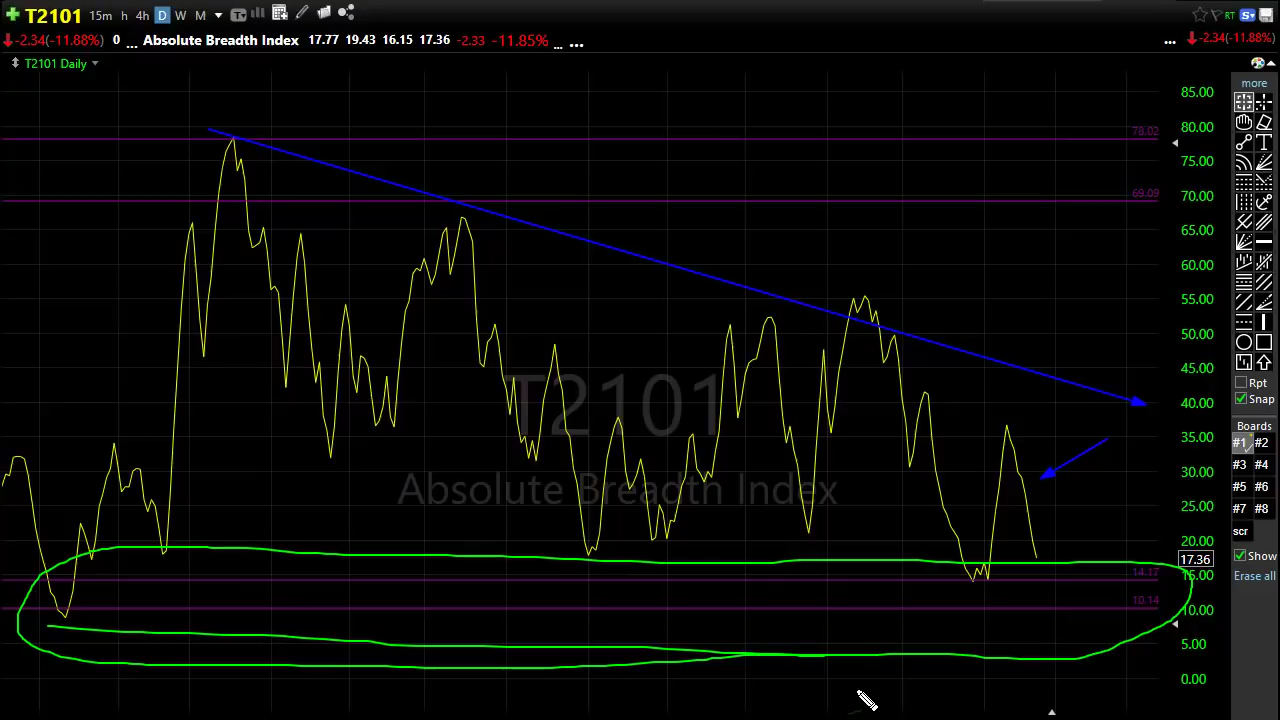 T2101 15m h 4h D W M T RT S
-2.34(-11.88%) 0 ... Absolute Breadth Index 17.77 19.43 16.15 17.36 -2.33 -11.85% ... ... ... -2.34(-11.88%)
T2101 Daily
more
85.00
78.02 80.00
75.00
69.09 70.00
65.00
60.00
55.00
50.00
45.00
T2101 40.00
35.00
30.00
Absolute Breadth Index
25.00
20.00
17.36
14.17 15.00
10.14 10.00
5.00
0.00
T
Rpt
Snap
Boards
#1 #2
#3 #4
#5 #6
#7 #8
scr
Show
Erase all